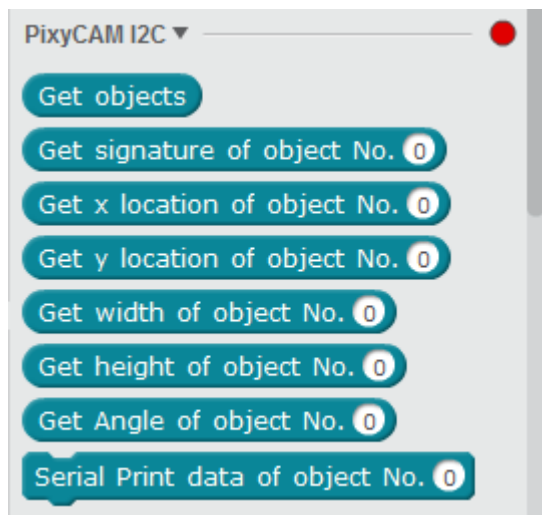 PixyCAM I2C ▼
Get objects
Get signature of object No. 0
Get x location of object No. 0
Get y location of object No. 0
Get width of object No. 0
Get height of object No. 0
Get Angle of object No. 0
Serial Print data of object No. 0